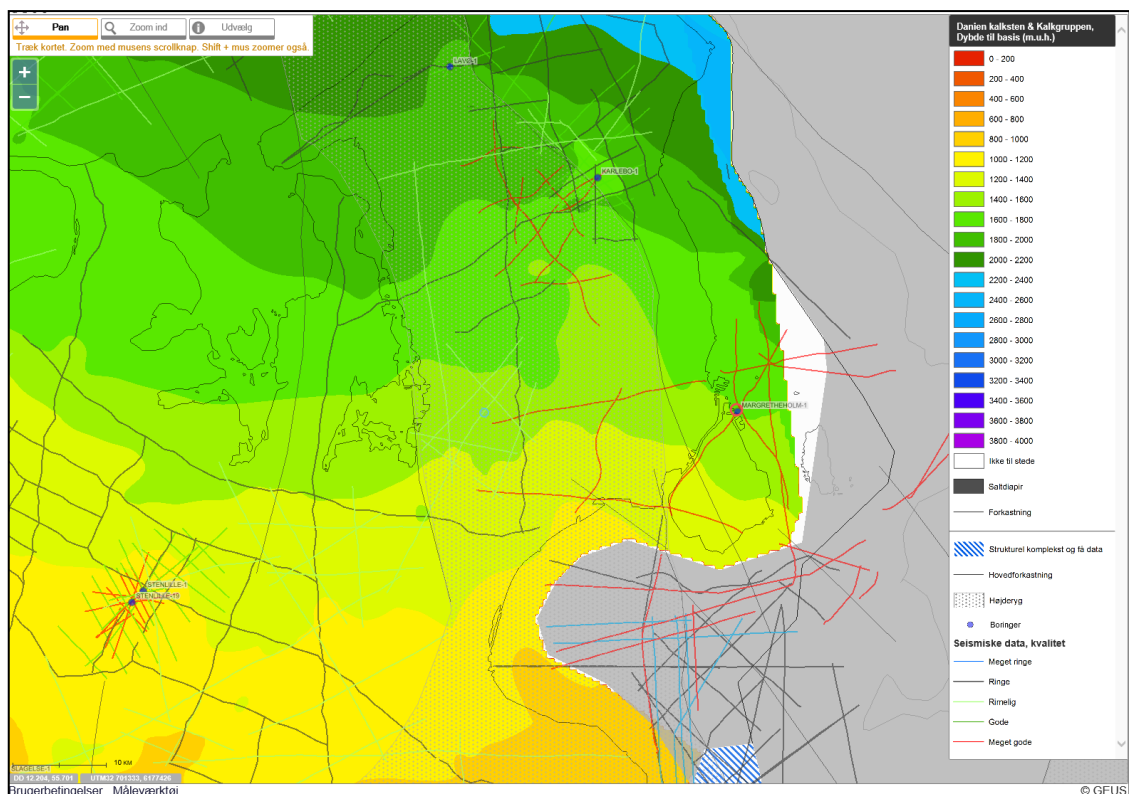 Pan
Zoom ind
Udvælg
Træk kortet. Zoom med musens scrollknap. Shift + mus zoomer også.
+
−
LAVØ-1
KARLEBO-1
MARGRETHEHOLM-1
STENLILLE-1
STENLILLE-19
SLAGELSE-1
10 KM
DD 12.204, 55.701
UTM32 701333, 6177426
Brugerbetingelser
Måleværktøj
© GEUS
Danien kalksten & Kalkgruppen,
Dybde til basis (m.u.h.)
0 - 200
200 - 400
400 - 600
600 - 800
800 - 1000
1000 - 1200
1200 - 1400
1400 - 1600
1600 - 1800
1800 - 2000
2000 - 2200
2200 - 2400
2400 - 2600
2600 - 2800
2800 - 3000
3000 - 3200
3200 - 3400
3400 - 3600
3600 - 3800
3800 - 4000
Ikke til stede
Saltdiapir
Forkastning
Strukturel komplekst og få data
Hovedforkastning
Højderyg
Boringer
Seismiske data, kvalitet
Meget ringe
Ringe
Rimelig
Gode
Meget gode